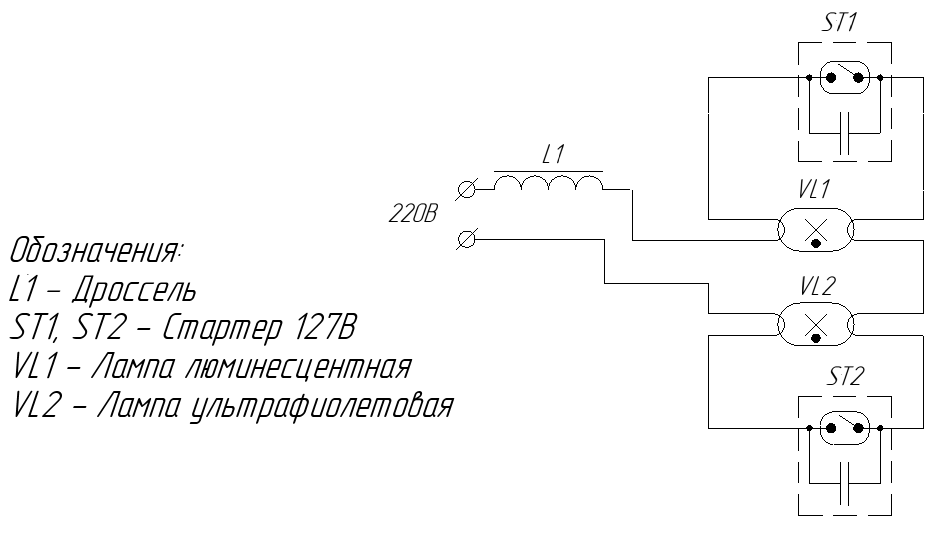 ST1
L1
VL1
220В
Обозначения:
L1 – Дроссель
VL2
ST1, ST2 – Стартер 127В
VL1 – Лампа люминесцентная
ST2
VL2 – Лампа ультрафиолетовая